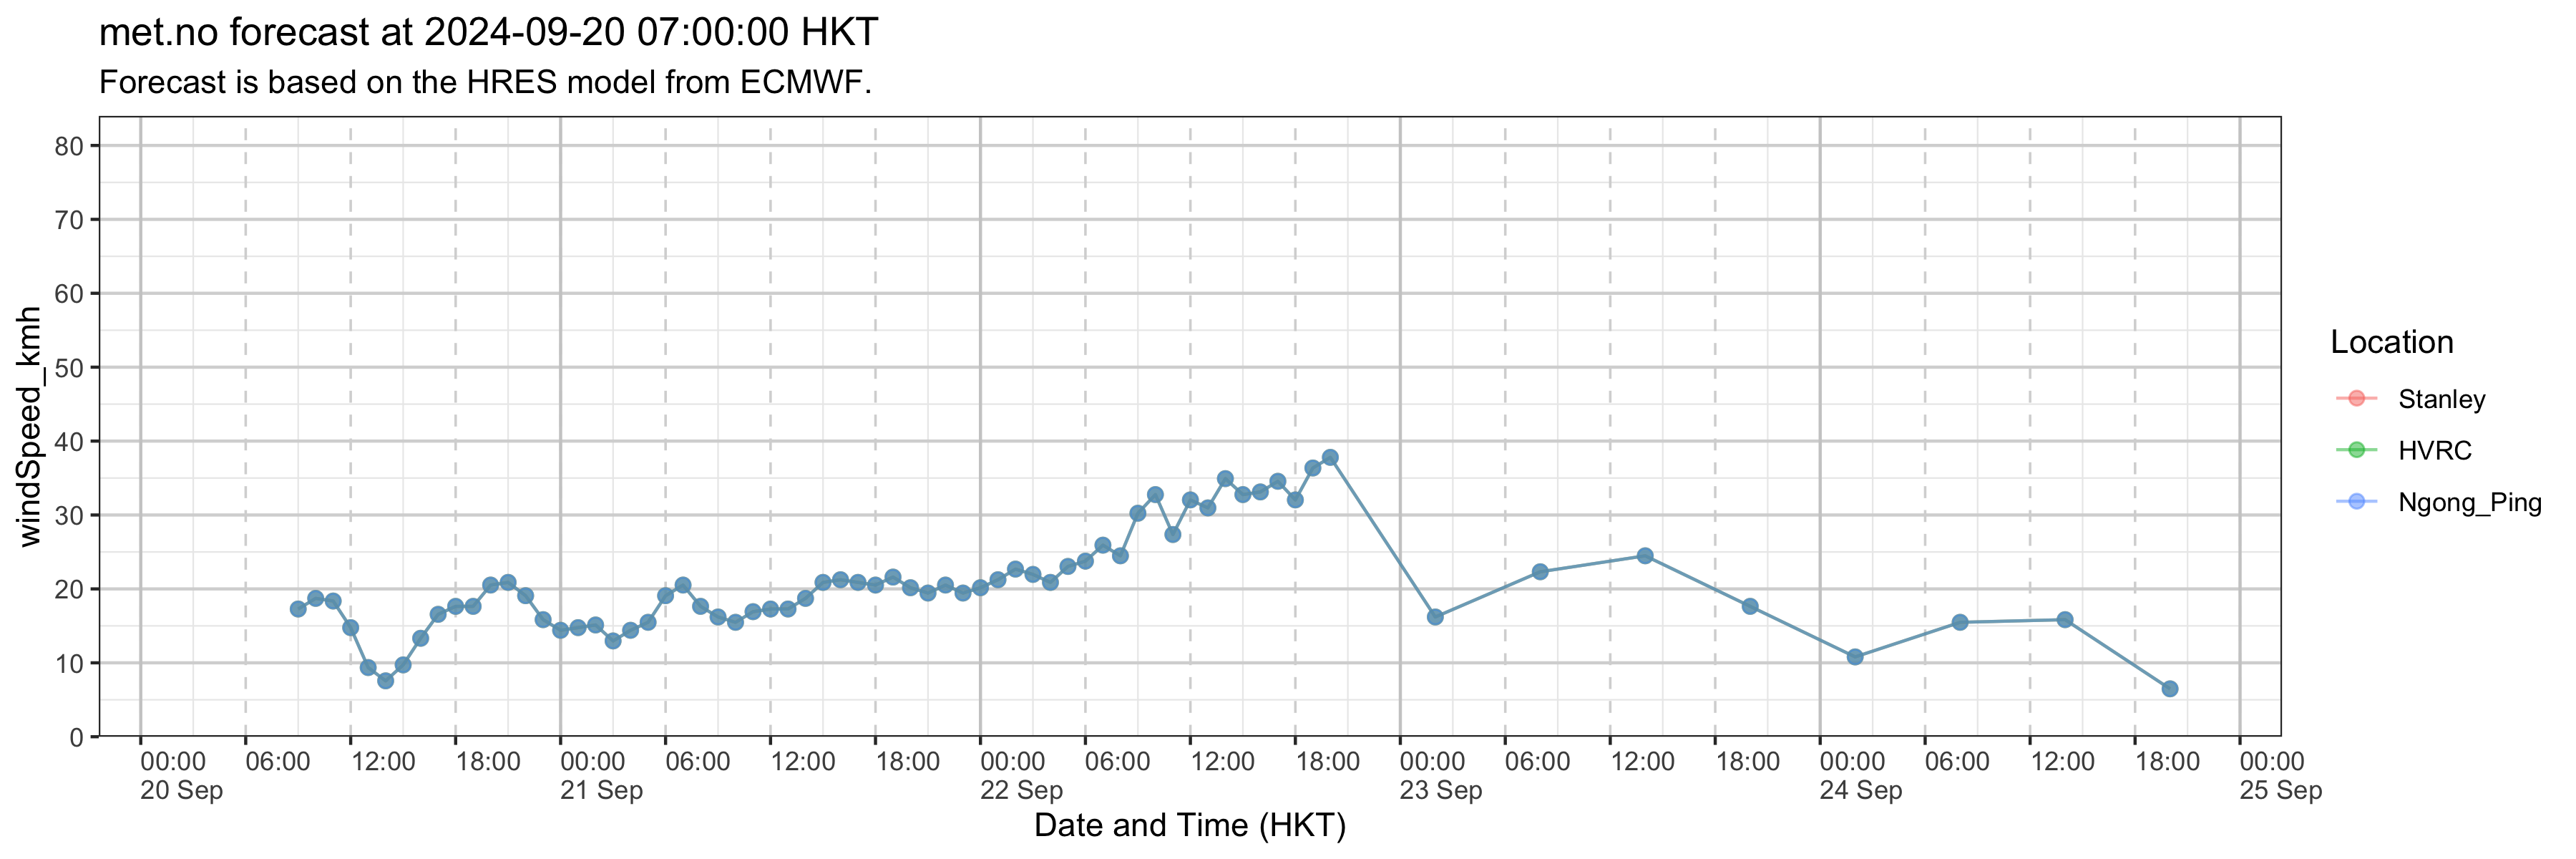 met.no forecast at 2024-09-20 07:00:00 HKT
Forecast is based on the HRES model from ECMWF.
windSpeed_kmh
80
70
60
50
40
30
20
10
0
00:00 06:00 12:00 18:00 00:00 06:00 12:00 18:00 00:00 06:00 12:00 18:00 00:00 06:00 12:00 18:00 00:00 06:00 12:00 18:00 00:00
20 Sep 21 Sep 22 Sep 23 Sep 24 Sep 25 Sep
Date and Time (HKT)
Location
Stanley
HVRC
Ngong_Ping